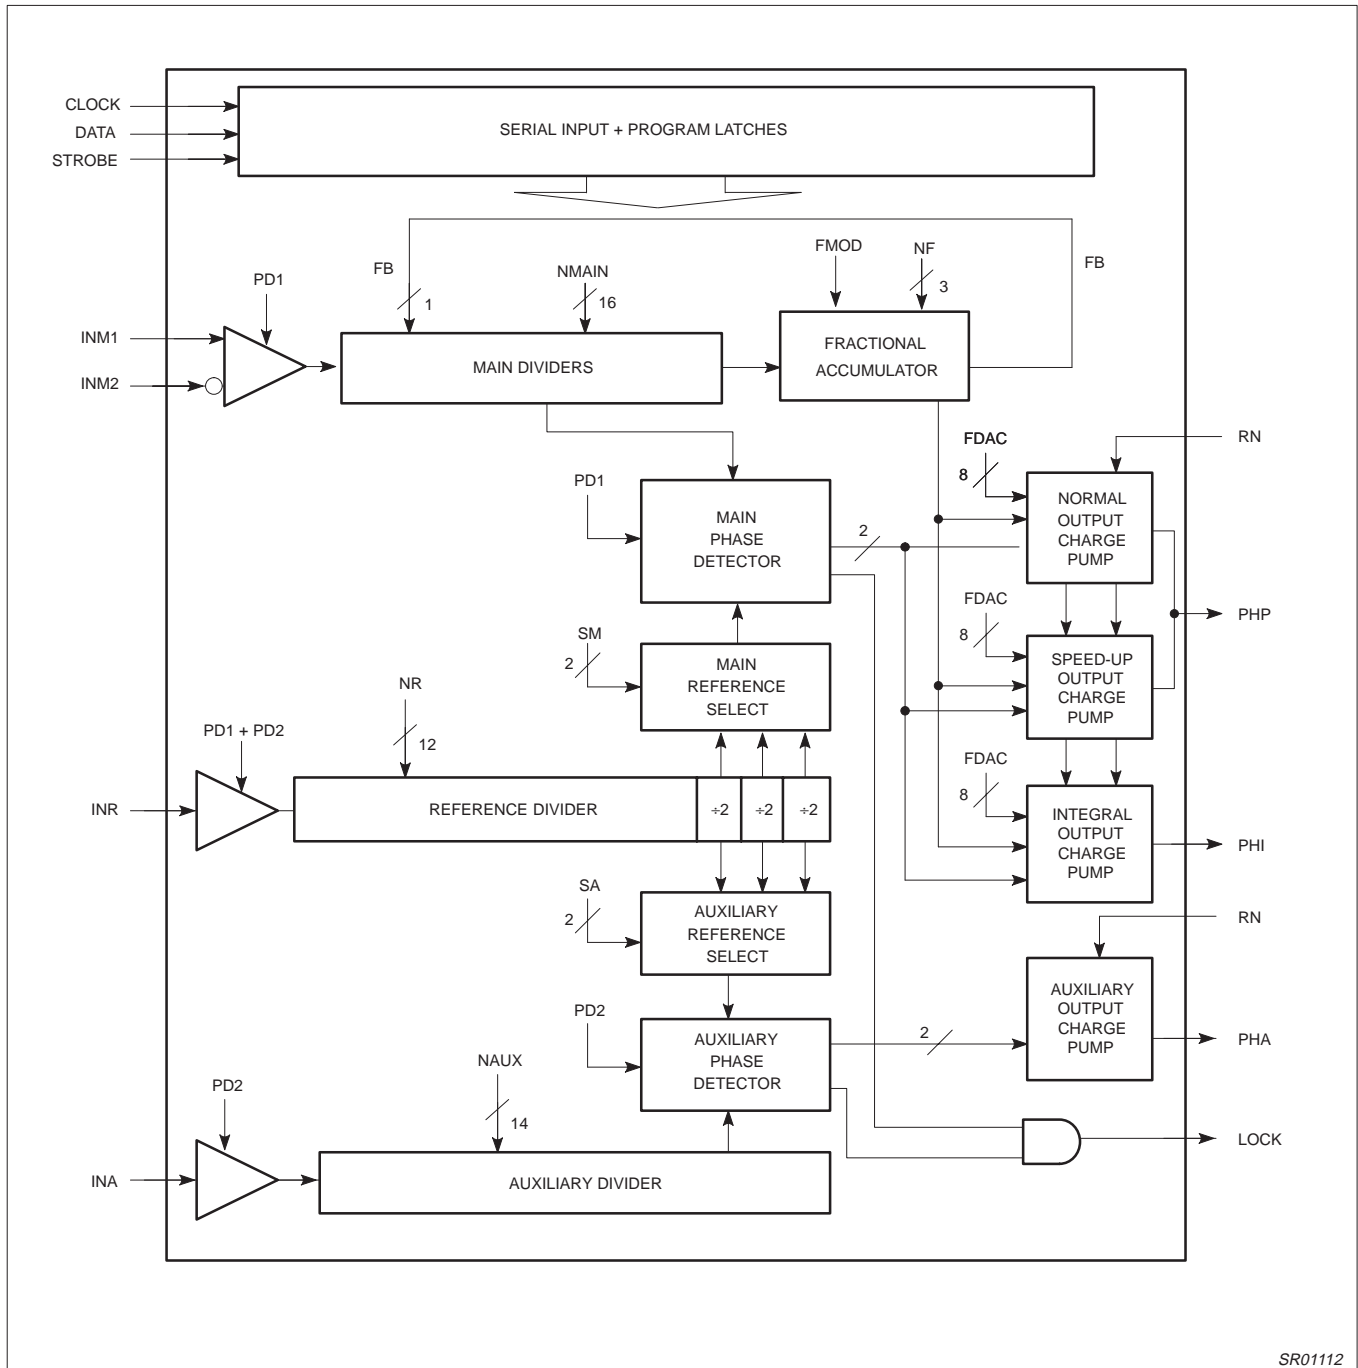 CLOCK
DATA
STROBE
SERIAL INPUT + PROGRAM LATCHES
FB
1
NMAIN
16
FMOD
NF
3
FB
PD1
INM1
INM2
MAIN DIVIDERS
FRACTIONAL
ACCUMULATOR
PD1
MAIN
PHASE
DETECTOR
2
FDAC
8
RN
NORMAL
OUTPUT
CHARGE
PUMP
PHP
SM
2
MAIN
REFERENCE
SELECT
FDAC
8
SPEED-UP
OUTPUT
CHARGE
PUMP
NR
12
PD1 + PD2
INR
REFERENCE DIVIDER
÷2
÷2
÷2
FDAC
8
INTEGRAL
OUTPUT
CHARGE
PUMP
PHI
SA
2
AUXILIARY
REFERENCE
SELECT
RN
PD2
AUXILIARY
PHASE
DETECTOR
2
AUXILIARY
OUTPUT
CHARGE
PUMP
PHA
PD2
NAUX
14
INA
AUXILIARY DIVIDER
LOCK
SR01112